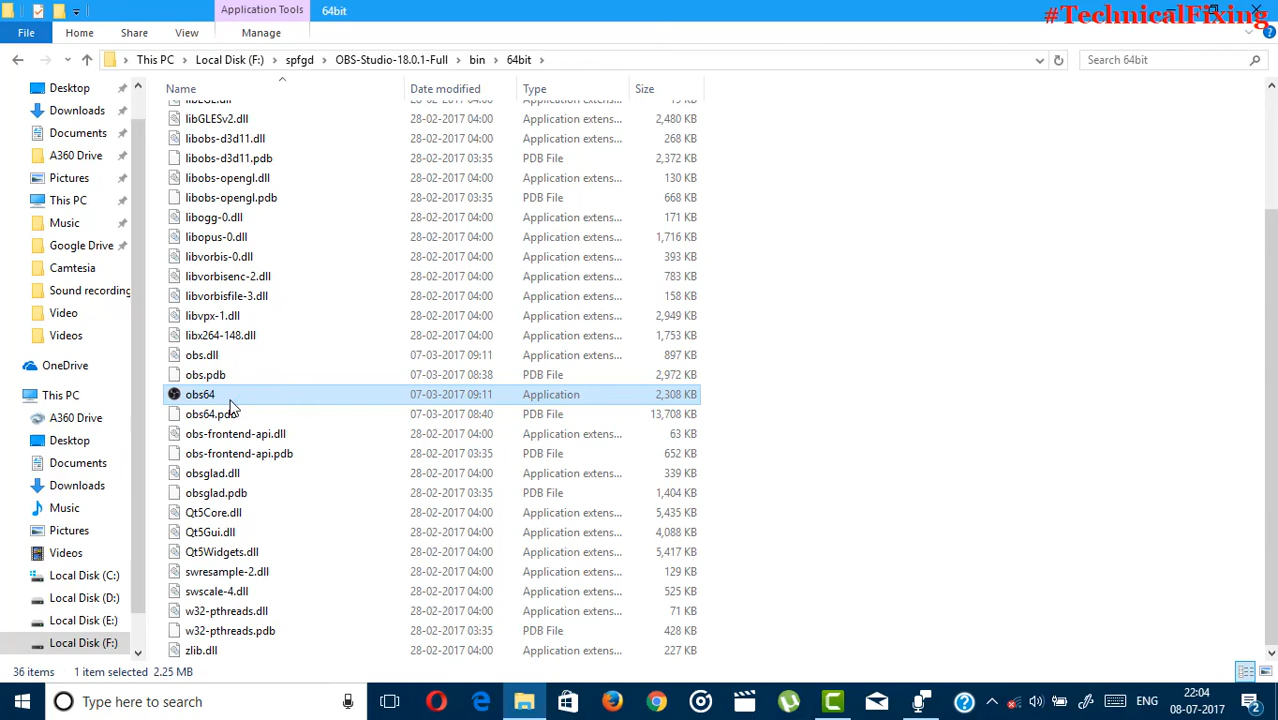 Application Tools
64bit
#TechnicalFixing
File
Home
Share
View
Manage
This PC
Local Disk (F:)
spfgd
OBS-Studio-18.0.1-Full
bin
64bit
Search 64bit
Desktop
Downloads
Documents
A360 Drive
Pictures
This PC
Music
Google Drive
Camtesia
Sound recording
Video
Videos
OneDrive
This PC
A360 Drive
Desktop
Documents
Downloads
Music
Pictures
Videos
Local Disk (C:)
Local Disk (D:)
Local Disk (E:)
Local Disk (F:)
Name Date modified Type Size
libEGL.dll 28-02-2017 04:00 Application extens... 19 KB
libGLESv2.dll 28-02-2017 04:00 Application extens... 2,480 KB
libobs-d3d11.dll 28-02-2017 04:00 Application extens... 268 KB
libobs-d3d11.pdb 28-02-2017 03:35 PDB File 2,372 KB
libobs-opengl.dll 28-02-2017 04:00 Application extens... 130 KB
libobs-opengl.pdb 28-02-2017 03:35 PDB File 668 KB
libogg-0.dll 28-02-2017 04:00 Application extens... 171 KB
libopus-0.dll 28-02-2017 04:00 Application extens... 1,716 KB
libvorbis-0.dll 28-02-2017 04:00 Application extens... 393 KB
libvorbisenc-2.dll 28-02-2017 04:00 Application extens... 783 KB
libvorbisfile-3.dll 28-02-2017 04:00 Application extens... 158 KB
libvpx-1.dll 28-02-2017 04:00 Application extens... 2,949 KB
libx264-148.dll 28-02-2017 04:00 Application extens... 1,753 KB
obs.dll 07-03-2017 09:11 Application extens... 897 KB
obs.pdb 07-03-2017 08:38 PDB File 2,972 KB
obs64 07-03-2017 09:11 Application 2,308 KB
obs64.pdb 07-03-2017 08:40 PDB File 13,708 KB
obs-frontend-api.dll 28-02-2017 04:00 Application extens... 63 KB
obs-frontend-api.pdb 28-02-2017 03:35 PDB File 652 KB
obsglad.dll 28-02-2017 04:00 Application extens... 339 KB
obsglad.pdb 28-02-2017 03:35 PDB File 1,404 KB
Qt5Core.dll 28-02-2017 04:00 Application extens... 5,435 KB
Qt5Gui.dll 28-02-2017 04:00 Application extens... 4,088 KB
Qt5Widgets.dll 28-02-2017 04:00 Application extens... 5,417 KB
swresample-2.dll 28-02-2017 04:00 Application extens... 129 KB
swscale-4.dll 28-02-2017 04:00 Application extens... 525 KB
w32-pthreads.dll 28-02-2017 04:00 Application extens... 71 KB
w32-pthreads.pdb 28-02-2017 03:35 PDB File 428 KB
zlib.dll 28-02-2017 04:00 Application extens... 227 KB
36 items 1 item selected 2.25 MB
Type here to search
ENG
22:04
08-07-2017
2